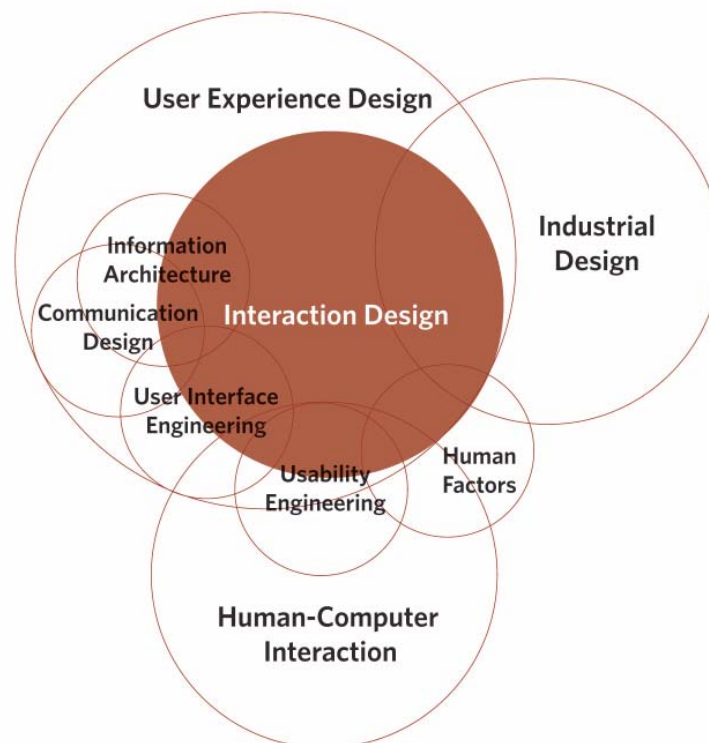 User Experience Design
Industrial
Design
Information
Architecture
Communication
Design
Interaction Design
User Interface
Engineering
Usability
Engineering
Human
Factors
Human-Computer
Interaction